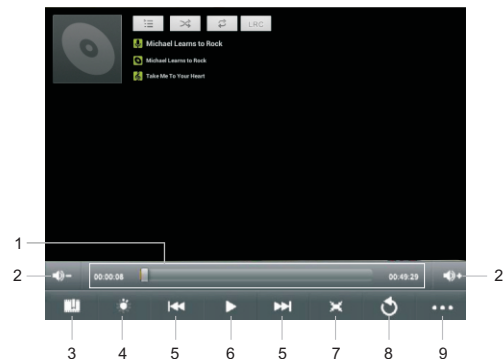 LRC
Michael Learns to Rock
Michael Learns to Rock
Take Me To Your Heart
1
2
00:00:08
00:49:29
2
3 4 5 6 5 7 8 9